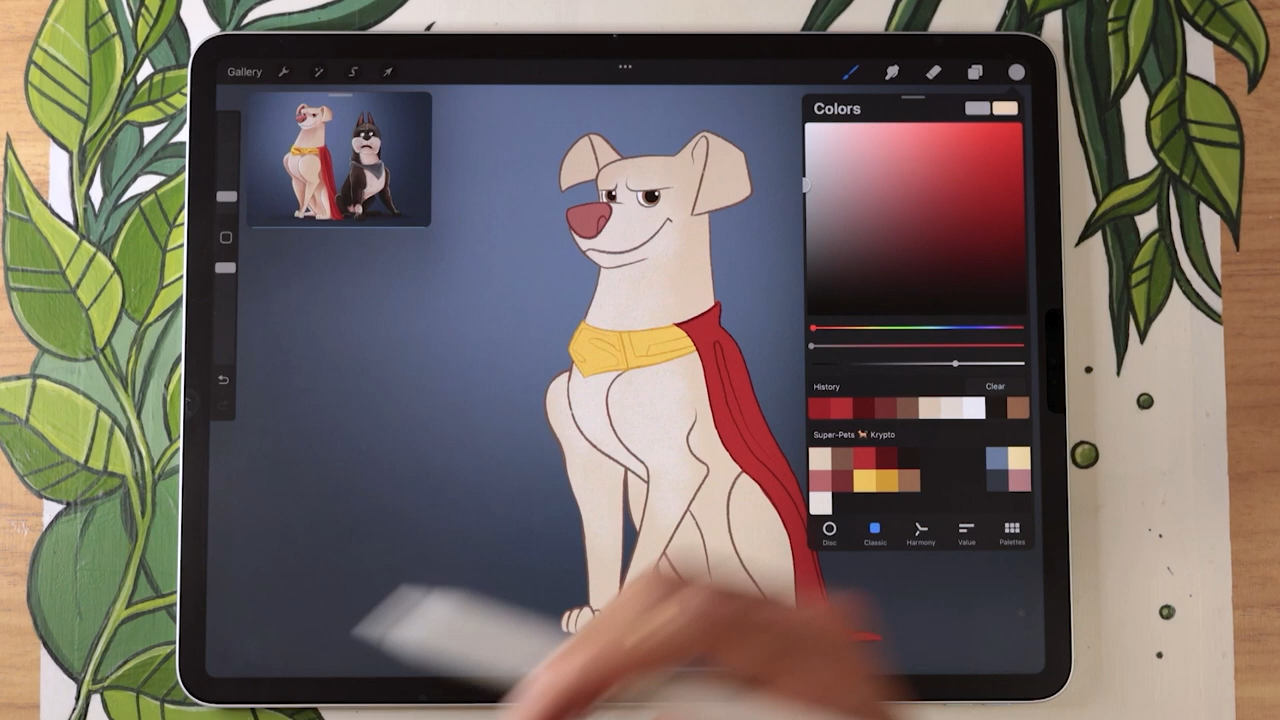 Gallery
Colors
History
Clear
Super-Pets 🐕 Krypto
Disc
Classic
Harmony
Value
Palettes